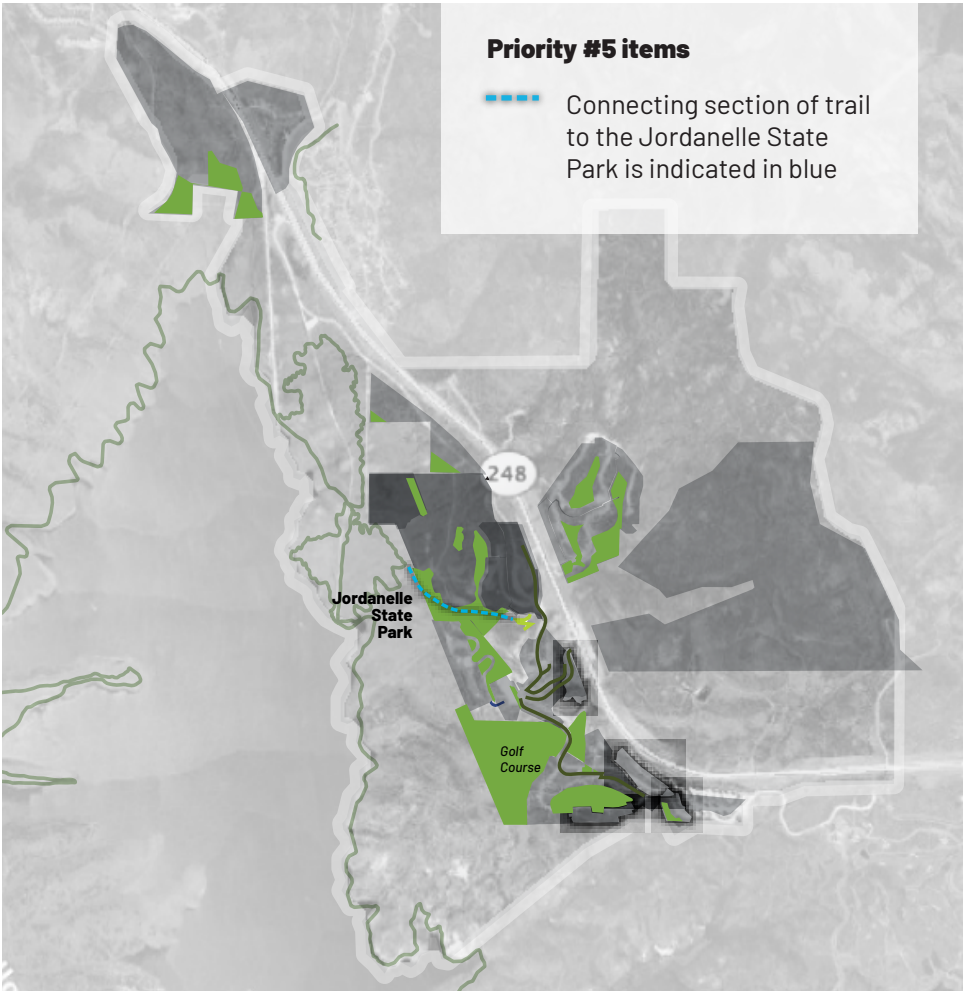 Priority #5 items
Connecting section of trail
to the Jordanelle State
Park is indicated in blue
248
Jordanelle
State
Park
Golf
Course